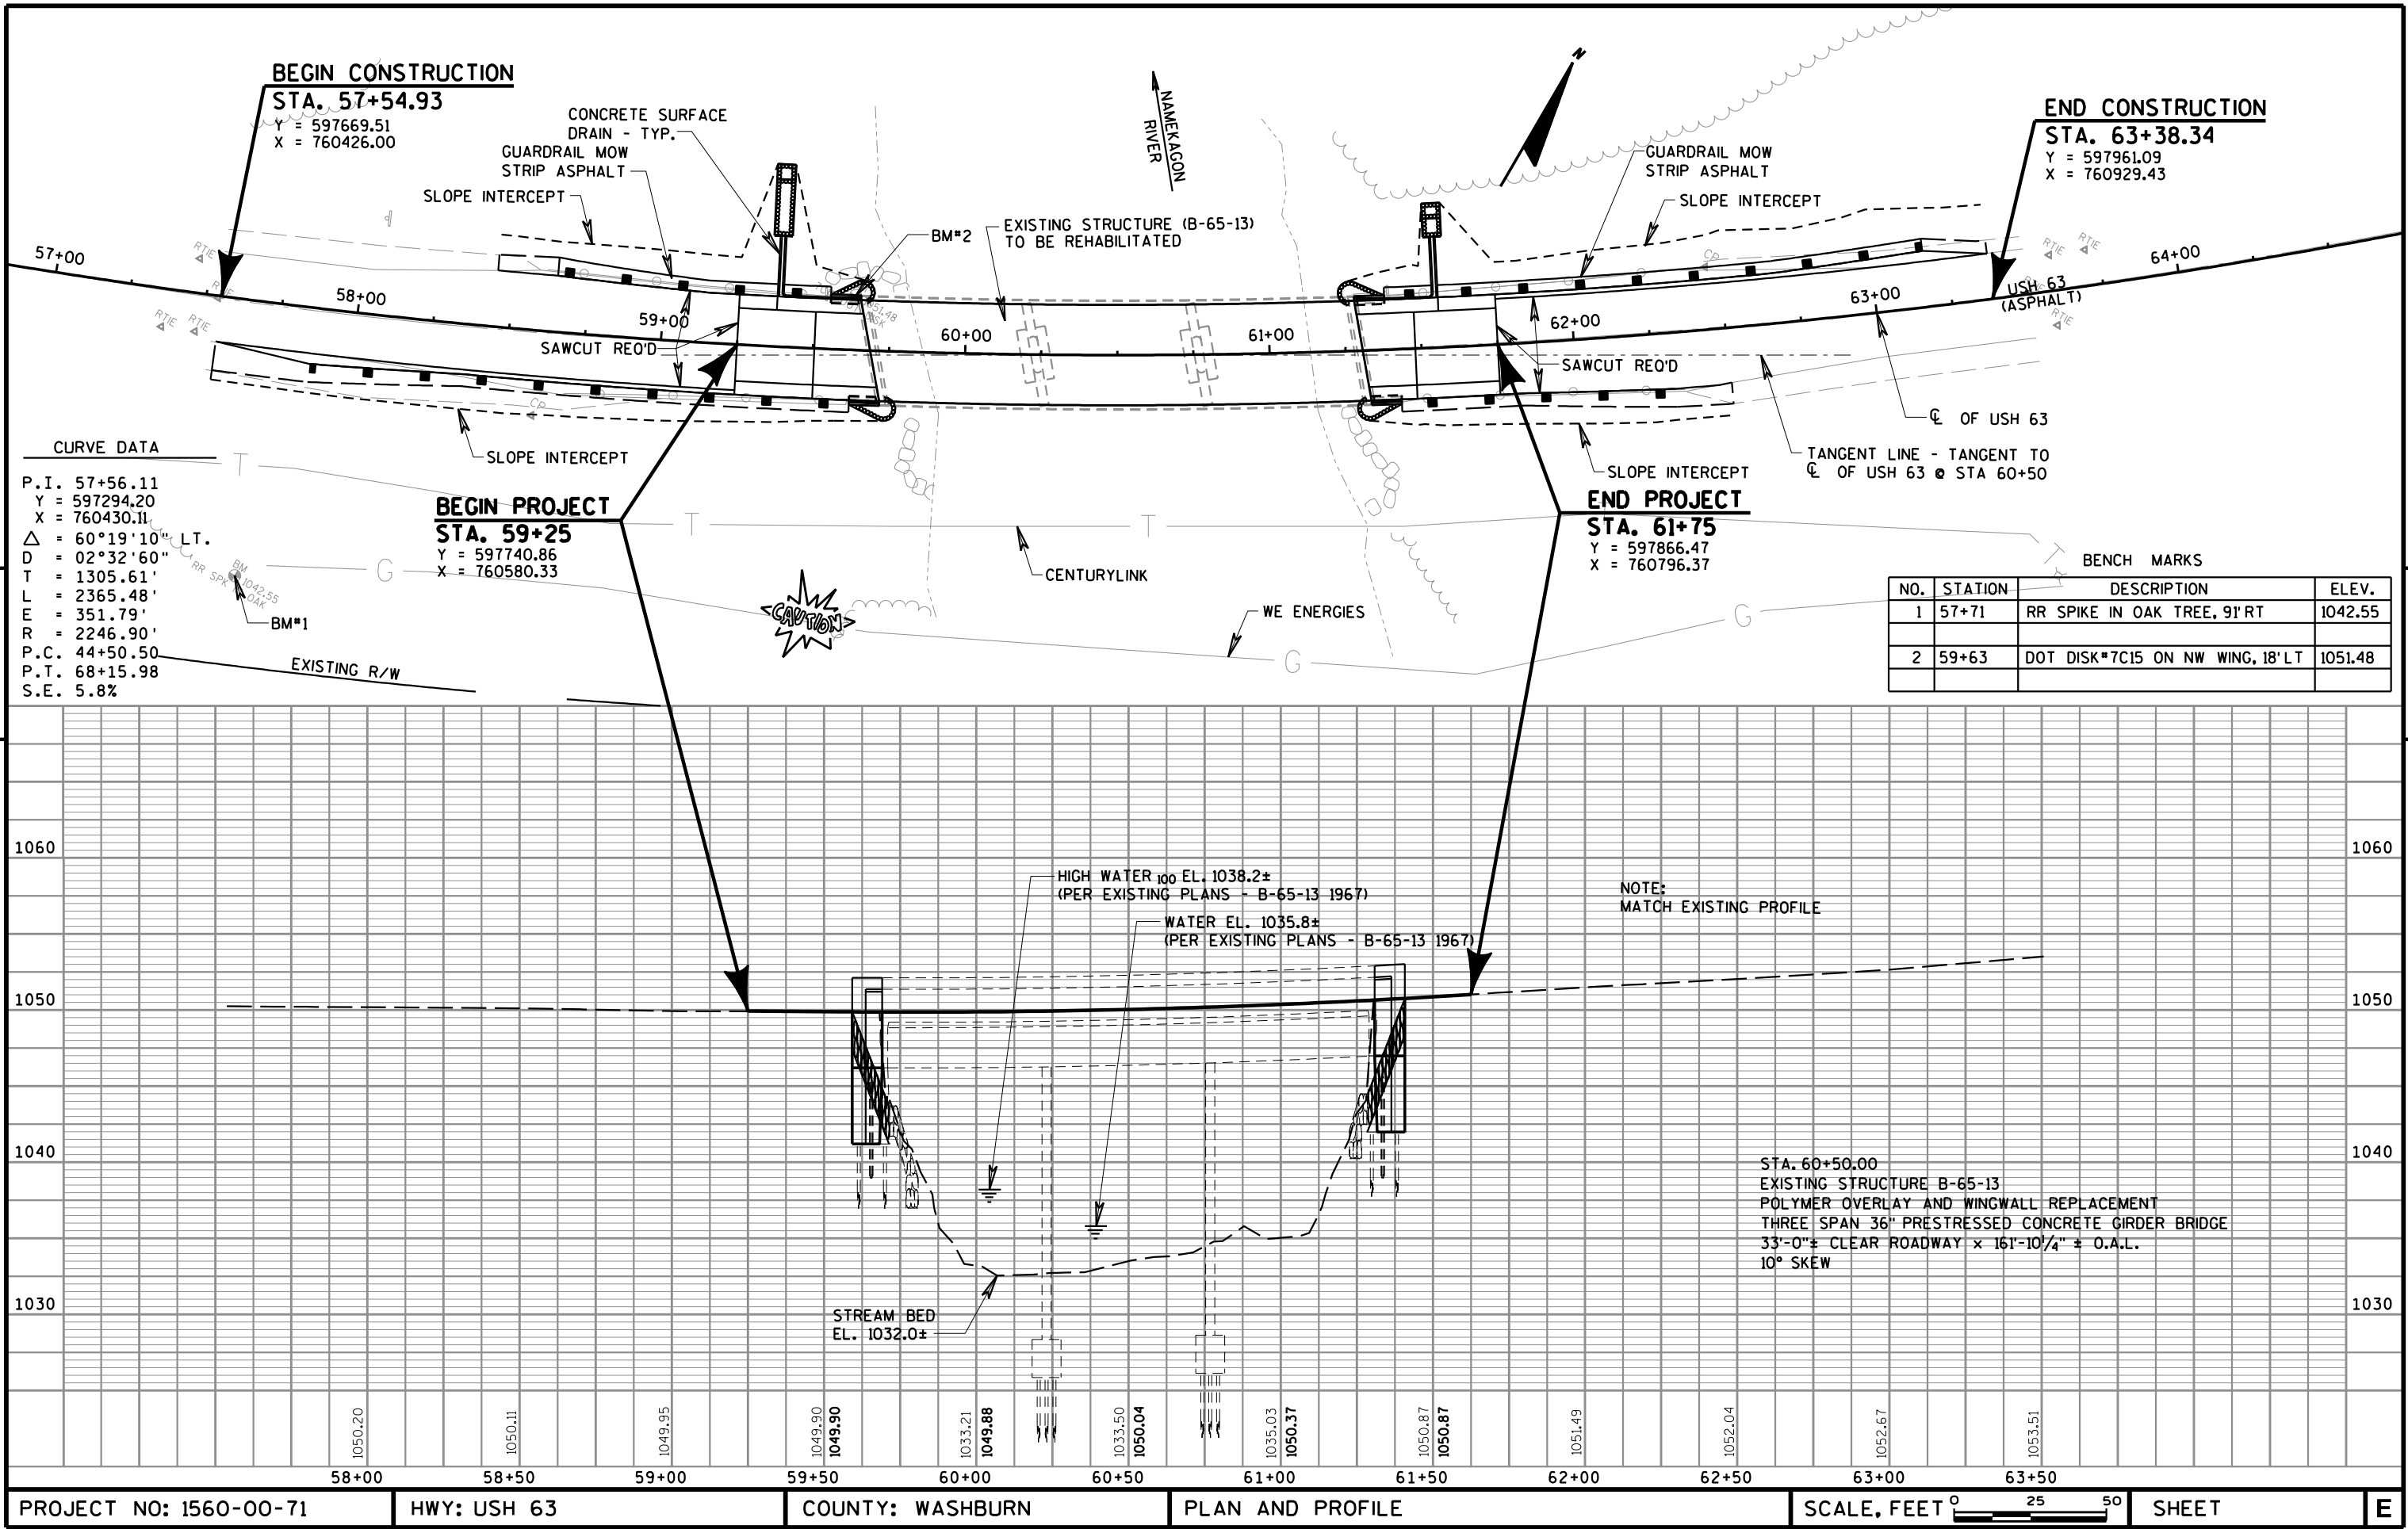 BEGIN CONSTRUCTION
STA. 57+54.93
Y = 597669.51
X = 760426.00
CONCRETE SURFACE
DRAIN - TYP.
GUARDRAIL MOW
STRIP ASPHALT
SLOPE INTERCEPT
NAMEKAGON
RIVER
N
END CONSTRUCTION
STA. 63+38.34
Y = 597961.09
X = 760929.43
GUARDRAIL MOW
STRIP ASPHALT
SLOPE INTERCEPT
BM#2
EXISTING STRUCTURE (B-65-13)
TO BE REHABILITATED
RTIE
RTIE
RTIE
RTIE
RTIE
RTIE
RTIE
CP
CP
57+00
58+00
59+00
60+00
61+00
62+00
63+00
64+00
USH 63
(ASPHALT)
SAWCUT REQ'D
SAWCUT REQ'D
℄ OF USH 63
TANGENT LINE - TANGENT TO
℄ OF USH 63 @ STA 60+50
SLOPE INTERCEPT
SLOPE INTERCEPT
CURVE DATA
P.I. 57+56.11
Y = 597294.20
X = 760430.11
△ = 60°19'10" LT.
D = 02°32'60"
T = 1305.61'
L = 2365.48'
E = 351.79'
R = 2246.90'
P.C. 44+50.50
P.T. 68+15.98
S.E. 5.8%
BM
RR SPK 1042.55
OAK
BM#1
EXISTING R/W
BEGIN PROJECT
STA. 59+25
Y = 597740.86
X = 760580.33
END PROJECT
STA. 61+75
Y = 597866.47
X = 760796.37
T
T
T
T
G
G
G
CENTURYLINK
WE ENERGIES
CAUTION
BENCH MARKS
NO. STATION DESCRIPTION ELEV.
1 57+71 RR SPIKE IN OAK TREE, 91' RT 1042.55
2 59+63 DOT DISK#7C15 ON NW WING, 18' LT 1051.48
1060 1060
1050 1050
1040 1040
1030 1030
HIGH WATER 100 EL. 1038.2±
(PER EXISTING PLANS - B-65-13 1967)
WATER EL. 1035.8±
(PER EXISTING PLANS - B-65-13 1967)
NOTE:
MATCH EXISTING PROFILE
STA. 60+50.00
EXISTING STRUCTURE B-65-13
POLYMER OVERLAY AND WINGWALL REPLACEMENT
THREE SPAN 36" PRESTRESSED CONCRETE GIRDER BRIDGE
33'-0"± CLEAR ROADWAY x 161'-10¼" ± O.A.L.
10° SKEW
STREAM BED
EL. 1032.0±
1050.20
1050.11
1049.95
1049.90
1049.90
1033.21
1049.88
1033.50
1050.04
1035.03
1050.37
1050.87
1050.87
1051.49
1052.04
1052.67
1053.51
58+00 58+50 59+00 59+50 60+00 60+50 61+00 61+50 62+00 62+50 63+00 63+50
PROJECT NO: 1560-00-71 HWY: USH 63 COUNTY: WASHBURN PLAN AND PROFILE SCALE, FEET 0 25 50 SHEET E